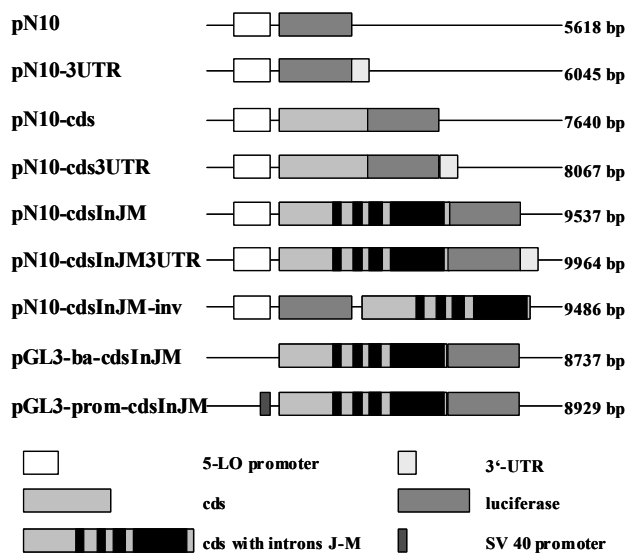 pN10 5618 bp
pN10-3UTR 6045 bp
pN10-cds 7640 bp
pN10-cds3UTR 8067 bp
pN10-cdsInJM 9537 bp
pN10-cdsInJM3UTR 9964 bp
pN10-cdsInJM-inv 9486 bp
pGL3-ba-cdsInJM 8737 bp
pGL3-prom-cdsInJM 8929 bp
5-LO promoter 3‘-UTR
cds luciferase
cds with introns J-M SV 40 promoter